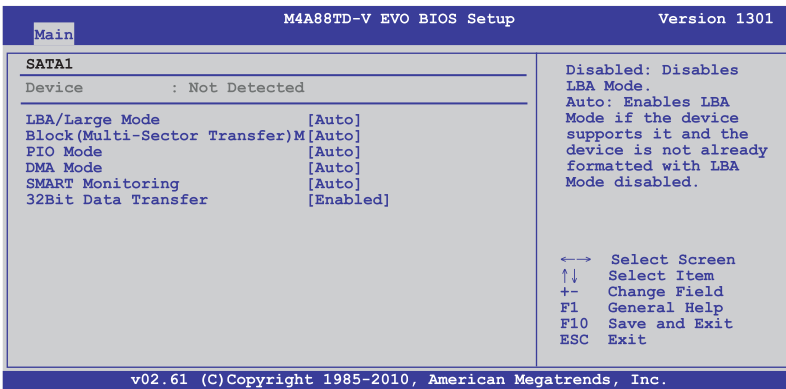 M4A88TD-V EVO BIOS Setup Version 1301
Main
SATA1
Device : Not Detected
LBA/Large Mode [Auto]
Block(Multi-Sector Transfer)M[Auto]
PIO Mode [Auto]
DMA Mode [Auto]
SMART Monitoring [Auto]
32Bit Data Transfer [Enabled]
Disabled: Disables
LBA Mode.
Auto: Enables LBA
Mode if the device
supports it and the
device is not already
formatted with LBA
Mode disabled.
←→ Select Screen
↑↓ Select Item
+- Change Field
F1 General Help
F10 Save and Exit
ESC Exit
v02.61 (C)Copyright 1985-2010, American Megatrends, Inc.